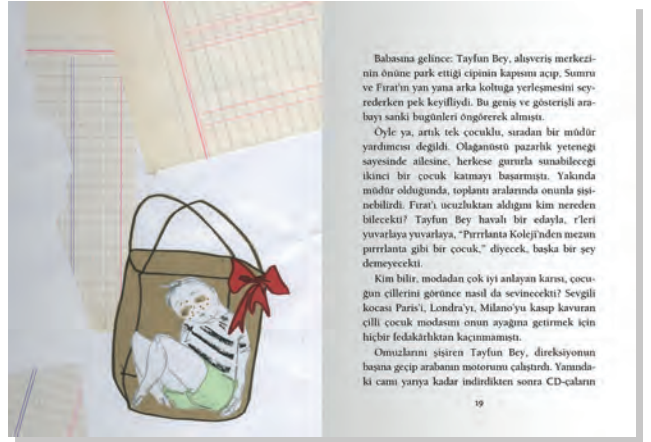 Babasına gelince: Tayfun Bey, alışveriş merkezi-
nin önüne park ettiği cipinin kapısını açıp, Sumru
ve Fırat'ın yan yana arka koltuğa yerleşmesini sey-
rederken pek keyifliydi. Bu geniş ve gösterişli ara-
bayı sanki bugünleri öngörerek almıştı.
Öyle ya, artık tek çocuklu, sıradan bir müdür
yardımcısı değildi. Olağanüstü pazarlık yeteneği
sayesinde ailesine, herkese gururla sunabileceği
ikinci bir çocuk katmayı başarmıştı. Yakında
müdür olduğunda, toplantı aralarında onunla şişi-
nebilirdi. Fırat'ı ucuzluktan aldığını kim nereden
bilecekti? Tayfun Bey havalı bir edayla, r'leri
yuvarlaya yuvarlaya, “Pırrrlanta Koleji'nden mezun
pırrrlanta gibi bir çocuk,” diyecek, başka bir şey
demeyecekti.
Kim bilir, modadan çok iyi anlayan karısı, çocu-
ğun çillerini görünce nasıl da sevinecekti? Sevgili
kocası Paris'i, Londra'yı, Milano'yu kasıp kavuran
çilli çocuk modasını onun ayağına getirmek için
hiçbir fedakârlıktan kaçınmamıştı.
Omuzlarını şişiren Tayfun Bey, direksiyonun
başına geçip arabanın motorunu çalıştırdı. Yanında-
ki camı yarıya kadar indirdikten sonra CD-çaların
19